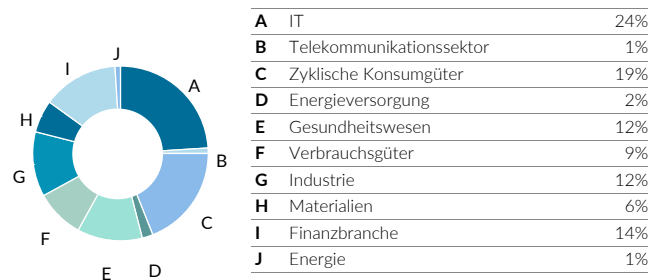 A IT 24%
B Telekommunikationssektor 1%
C Zyklische Konsumgüter 19%
D Energieversorgung 2%
E Gesundheitswesen 12%
F Verbrauchsgüter 9%
G Industrie 12%
H Materialien 6%
I Finanzbranche 14%
J Energie 1%
J
I
A
H
B
G
C
F
E
D